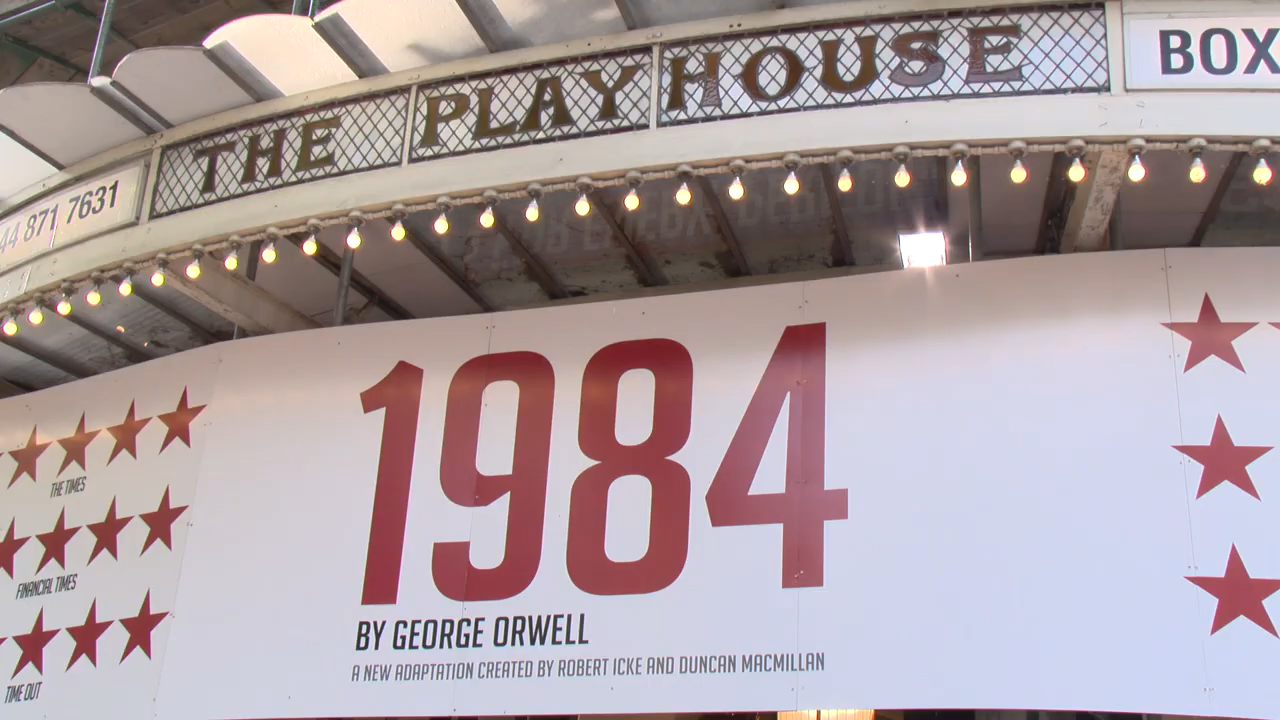 THE PLAYHOUSE
BOX
44 871 7631
1984
BY GEORGE ORWELL
A NEW ADAPTATION CREATED BY ROBERT ICKE AND DUNCAN MACMILLAN
THE TIMES
FINANCIAL TIMES
TIME OUT